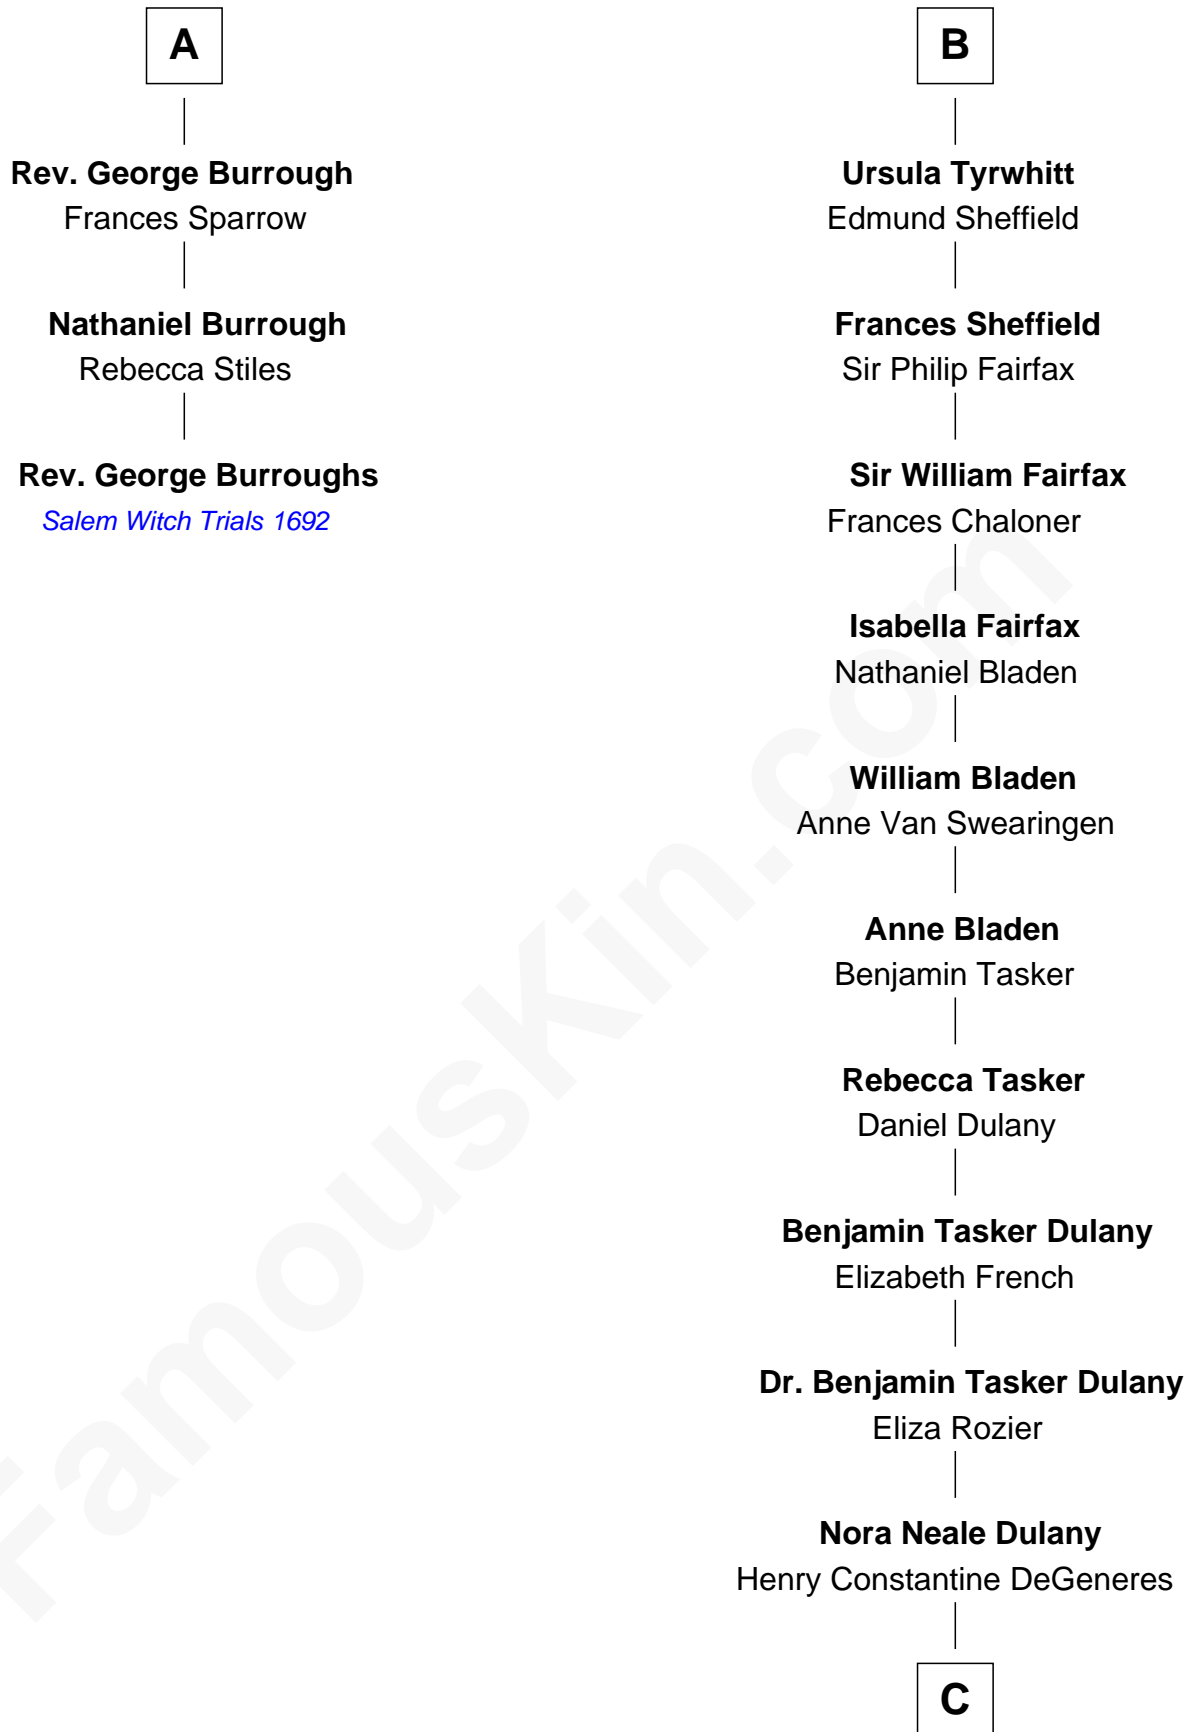 A
Rev. George Burrough
Frances Sparrow
Nathaniel Burrough
Rebecca Stiles
Rev. George Burroughs
Salem Witch Trials 1692
B
Ursula Tyrwhitt
Edmund Sheffield
Frances Sheffield
Sir Philip Fairfax
Sir William Fairfax
Frances Chaloner
Isabella Fairfax
Nathaniel Bladen
William Bladen
Anne Van Swearingen
Anne Bladen
Benjamin Tasker
Rebecca Tasker
Daniel Dulany
Benjamin Tasker Dulany
Elizabeth French
Dr. Benjamin Tasker Dulany
Eliza Rozier
Nora Neale Dulany
Henry Constantine DeGeneres
C
FamousKin.com